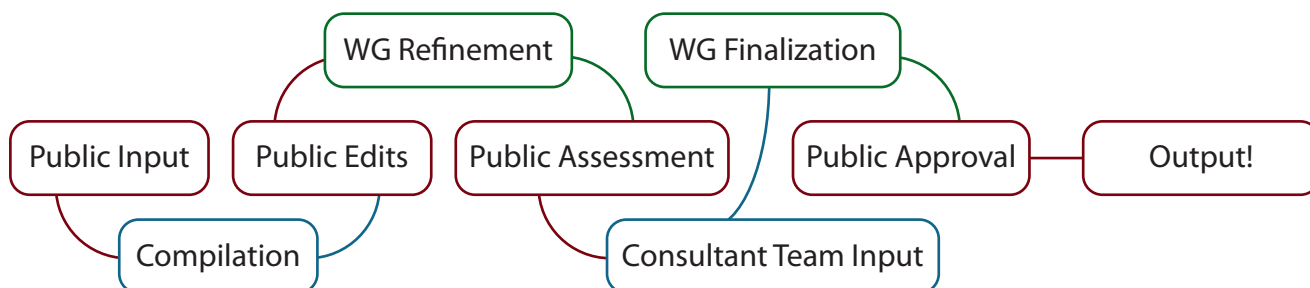 WG Refinement
WG Finalization
Public Input
Public Edits
Public Assessment
Public Approval
Output!
Compilation
Consultant Team Input